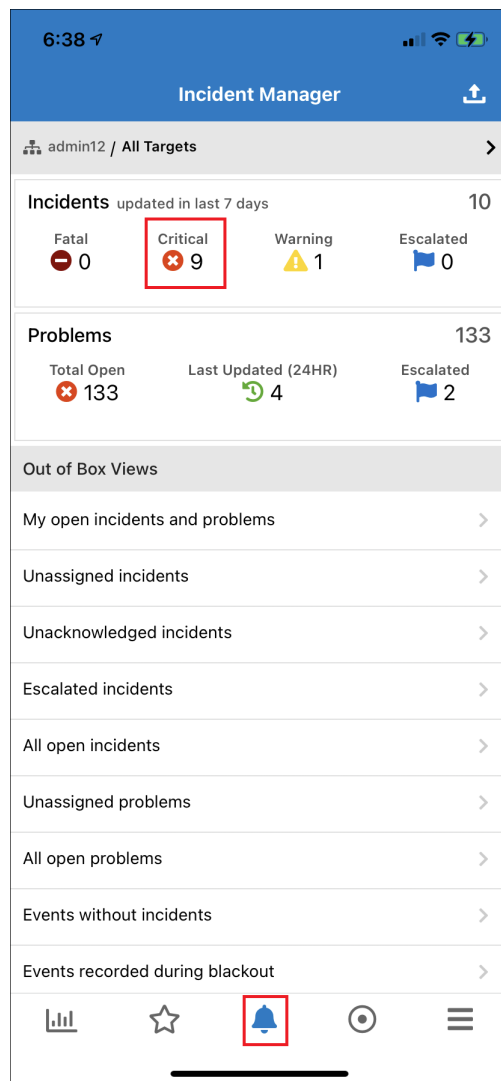 6:38
Incident Manager
admin12 / All Targets
Incidents updated in last 7 days 10
Fatal Critical Warning Escalated
0 9 1 0
Problems 133
Total Open Last Updated (24HR) Escalated
133 4 2
Out of Box Views
My open incidents and problems
Unassigned incidents
Unacknowledged incidents
Escalated incidents
All open incidents
Unassigned problems
All open problems
Events without incidents
Events recorded during blackout